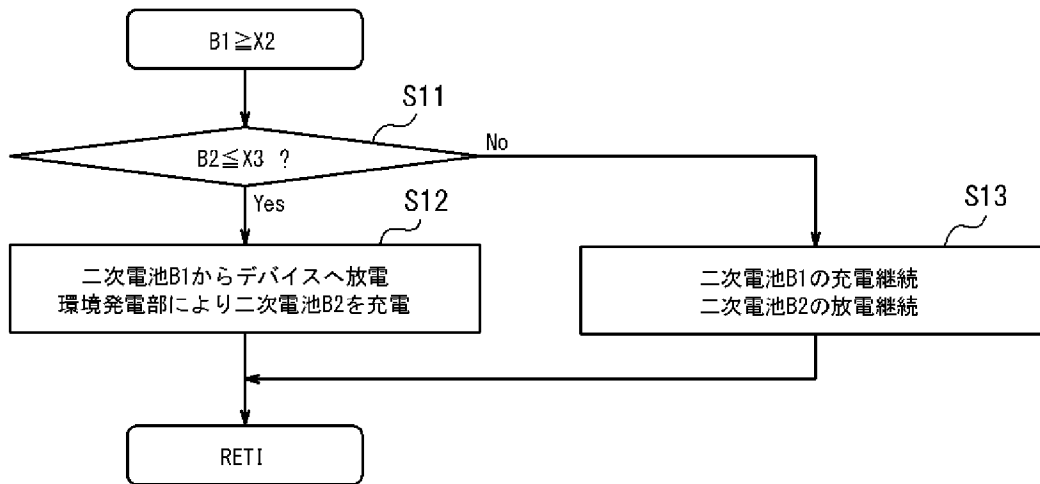 B1≧X2
S11
B2≦X3 ?
No
Yes
S12
二次電池B1からデバイスへ放電
環境発電部により二次電池B2を充電
S13
二次電池B1の充電継続
二次電池B2の放電継続
RETI